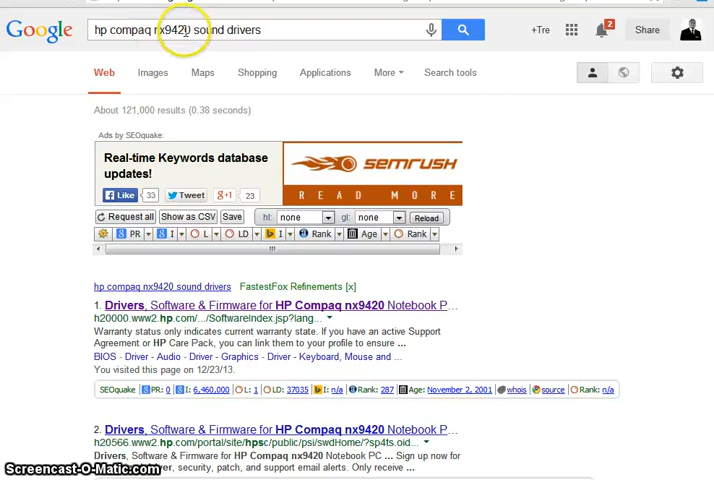 Google
hp compaq nx9420 sound drivers
+Tre
2
Share
Web Images Maps Shopping Applications More Search tools
About 121,000 results (0.38 seconds)
Ads by SEOquake:
Real-time Keywords database
updates!
Like 33 Tweet g+1 23
semrush
READ MORE
Request all Show as CSV Save hl: none gl: none Reload
PR I L LD I Rank Age Rank
hp compaq nx9420 sound drivers FastestFox Refinements [x]
1. Drivers, Software & Firmware for HP Compaq nx9420 Notebook P...
h20000.www2.hp.com/.../SoftwareIndex.jsp?lang...
Warranty status only indicates current warranty state. If you have an active Support
Agreement or HP Care Pack, you can link them to your profile to ensure ...
BIOS - Driver - Audio - Driver - Graphics - Driver - Keyboard, Mouse and ...
You visited this page on 12/23/13.
SEOquake PR: 0 I: 6,460,000 L: 1 LD: 37035 I: n/a Rank: 287 Age: November 2, 2001 whois source Rank: n/a
2. Drivers, Software & Firmware for HP Compaq nx9420 Notebook P...
h20566.www2.hp.com/portal/site/hpsc/public/psi/swdHome/?sp4ts.oid...
Drivers, Software & Firmware for HP Compaq nx9420 Notebook PC ... Sign up now for
security, patch, and support email alerts. Only receive ...
Screencast-O-Matic.com